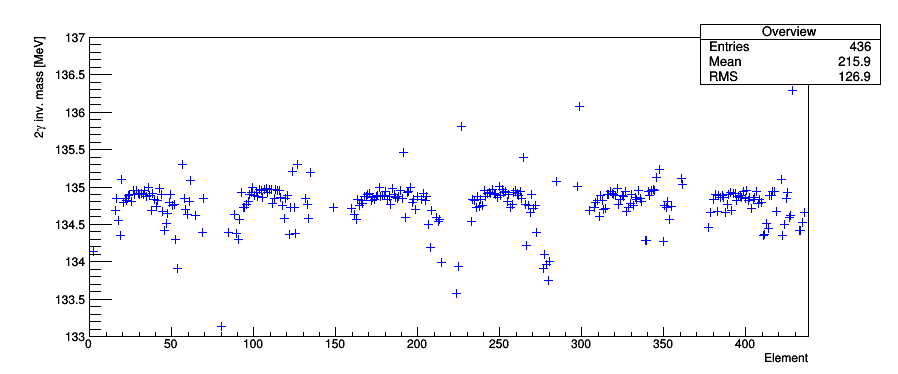 Overview
Entries 436
Mean 215.9
RMS 126.9
2γ inv. mass [MeV]
137
136.5
136
135.5
135
134.5
134
133.5
133
0 50 100 150 200 250 300 350 400
Element